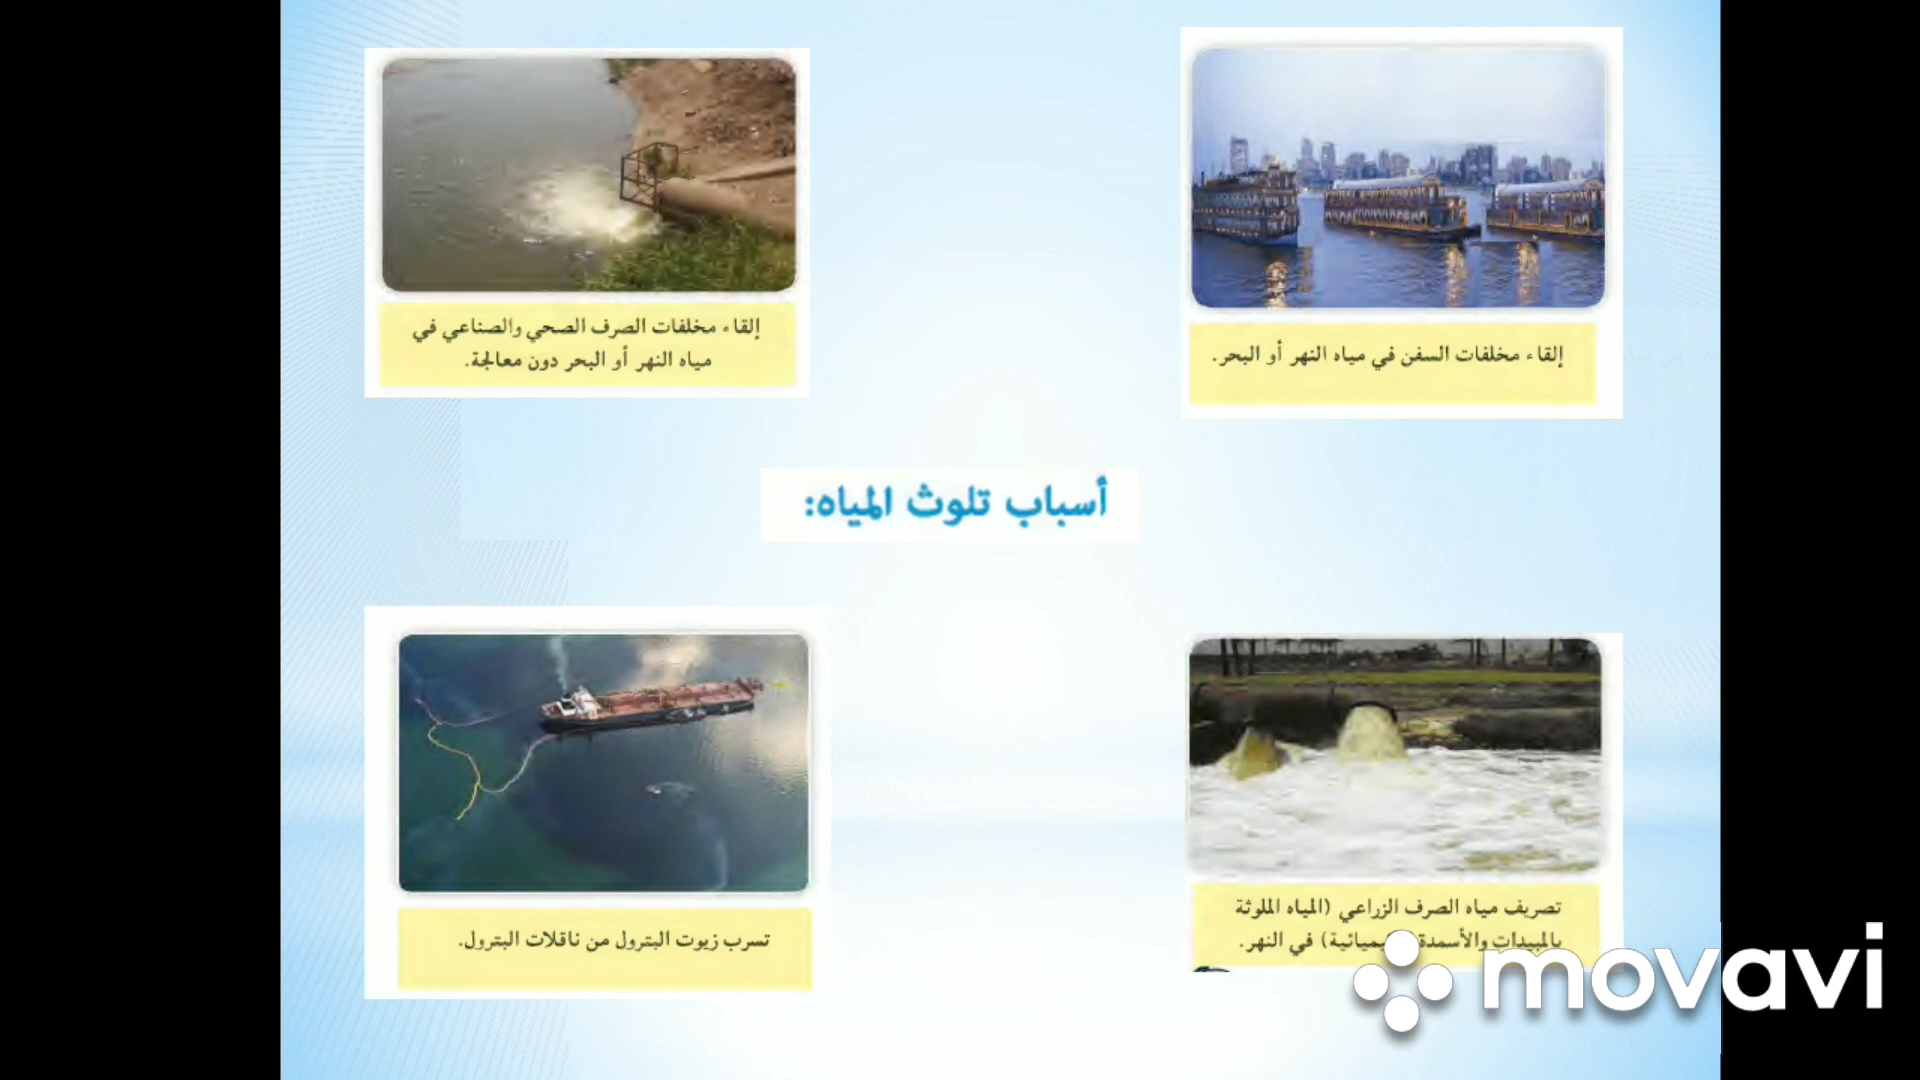 إلقاء مخلفات السفن في مياه النهر أو البحر.
إلقاء مخلفات الصرف الصحي والصناعي في
مياه النهر أو البحر دون معالجة.
أسباب تلوث المياه:
تصريف مياه الصرف الزراعي (المياه الملوثة
بالمبيدات والأسمدة في النهر.
تسرب زيوت البترول من ناقلات البترول.
movavi